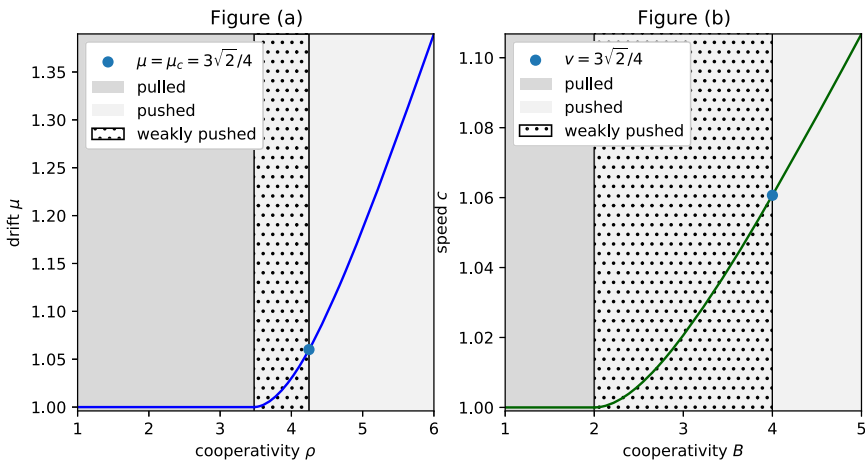 Figure (a)
μ = μc = 3√2/4
pulled
pushed
weakly pushed
drift μ
1.35
1.30
1.25
1.20
1.15
1.10
1.05
1.00
1 2 3 4 5 6
cooperativity ρ
Figure (b)
v = 3√2/4
pulled
pushed
weakly pushed
speed c
1.10
1.08
1.06
1.04
1.02
1.00
1 2 3 4 5
cooperativity B